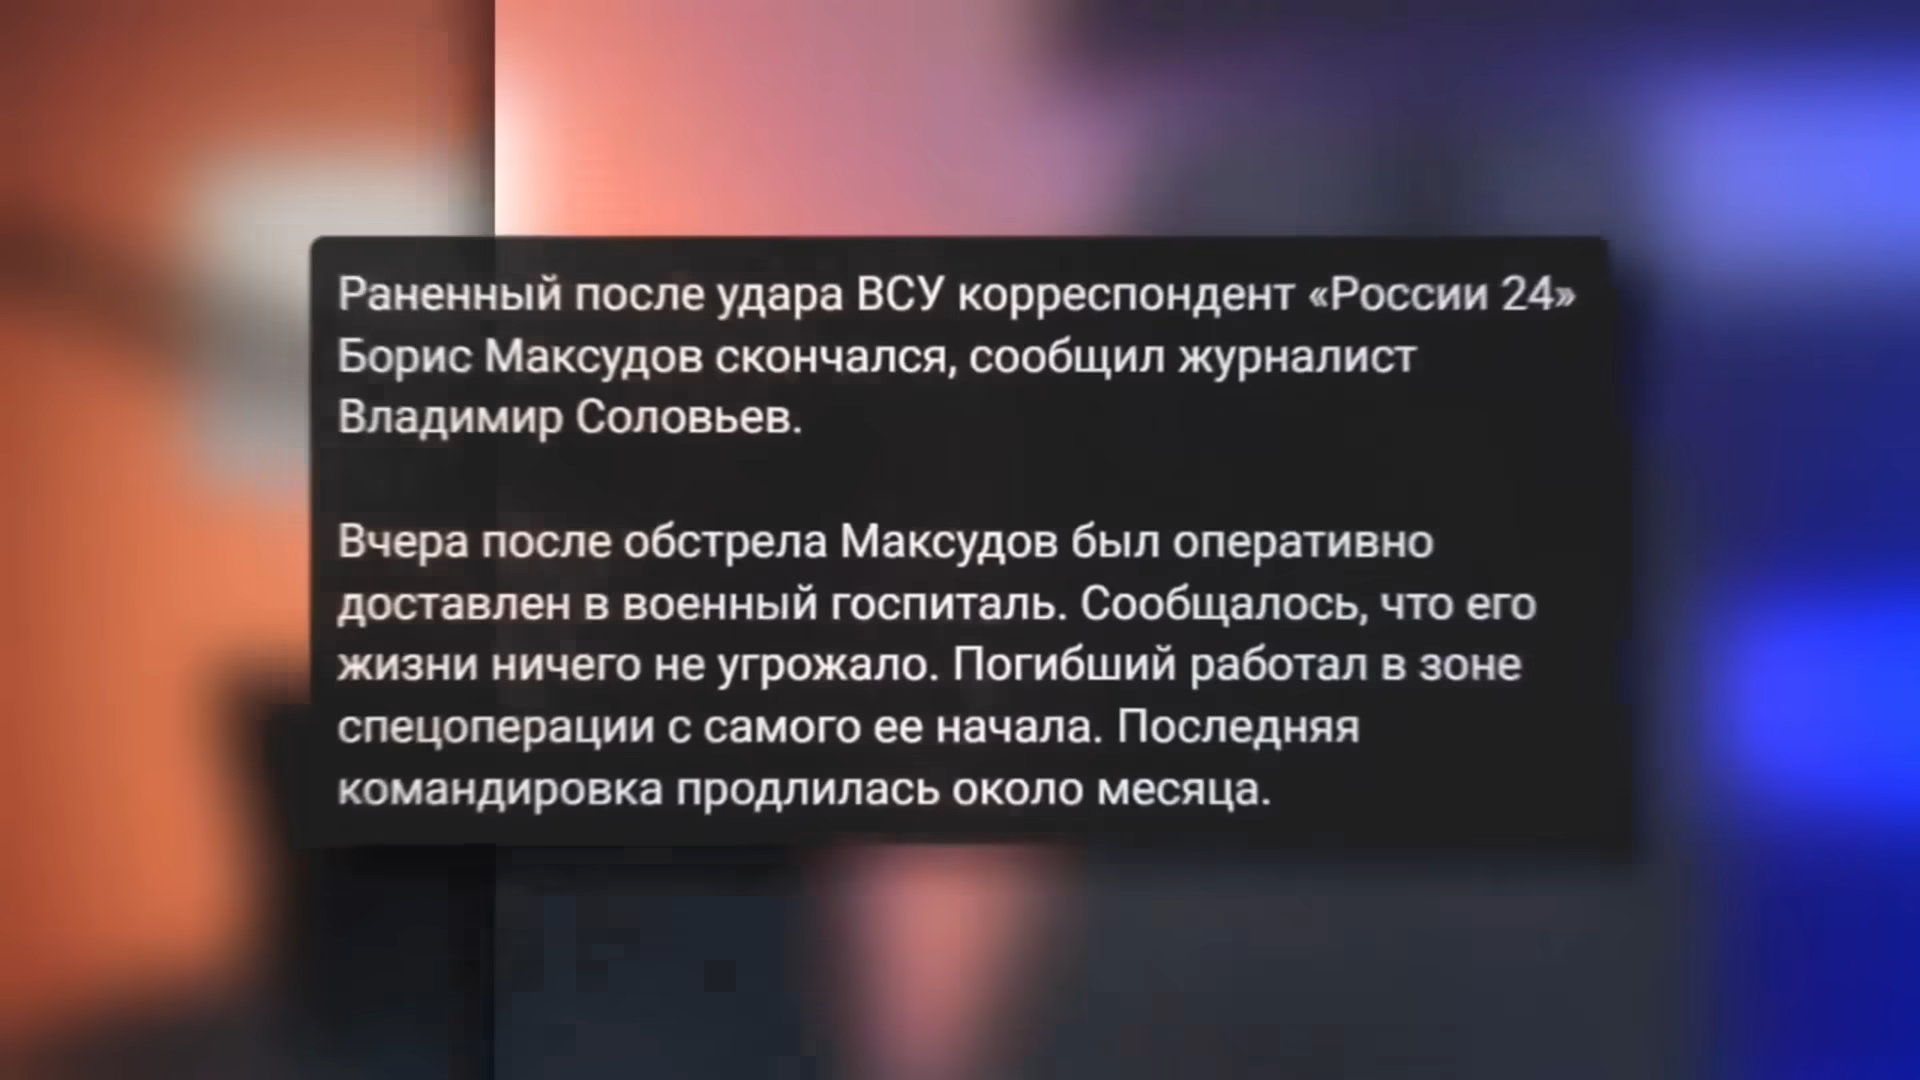 Раненный после удара ВСУ корреспондент «России 24»
Борис Максудов скончался, сообщил журналист
Владимир Соловьев.
Вчера после обстрела Максудов был оперативно
доставлен в военный госпиталь. Сообщалось, что его
жизни ничего не угрожало. Погибший работал в зоне
спецоперации с самого ее начала. Последняя
командировка продлилась около месяца.